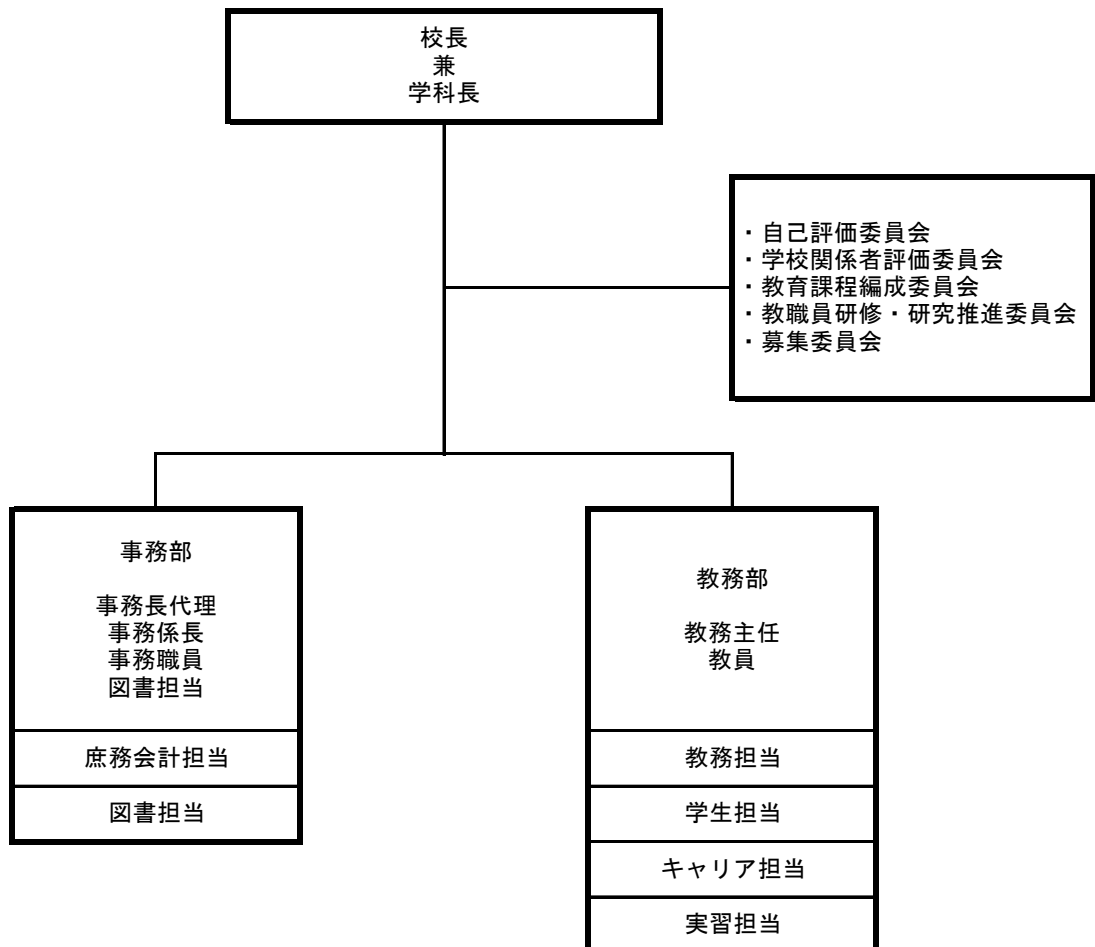 校長
兼
学科長
・自己評価委員会
・学校関係者評価委員会
・教育課程編成委員会
・教職員研修・研究推進委員会
・募集委員会
事務部
事務長代理
事務係長
事務職員
図書担当
庶務会計担当
図書担当
教務部
教務主任
教員
教務担当
学生担当
キャリア担当
実習担当